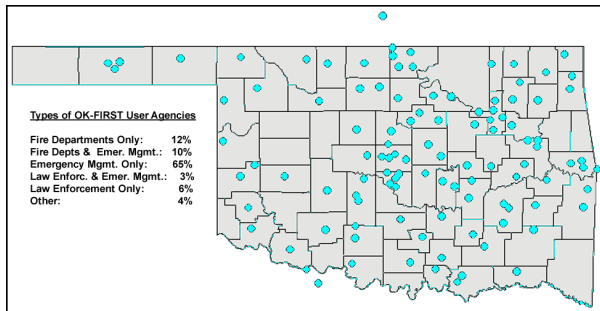 Types of OK-FIRST User Agencies
Fire Departments Only: 12%
Fire Depts & Emer. Mgmt.: 10%
Emergency Mgmt. Only: 65%
Law Enforc. & Emer. Mgmt.: 3%
Law Enforcement Only: 6%
Other: 4%